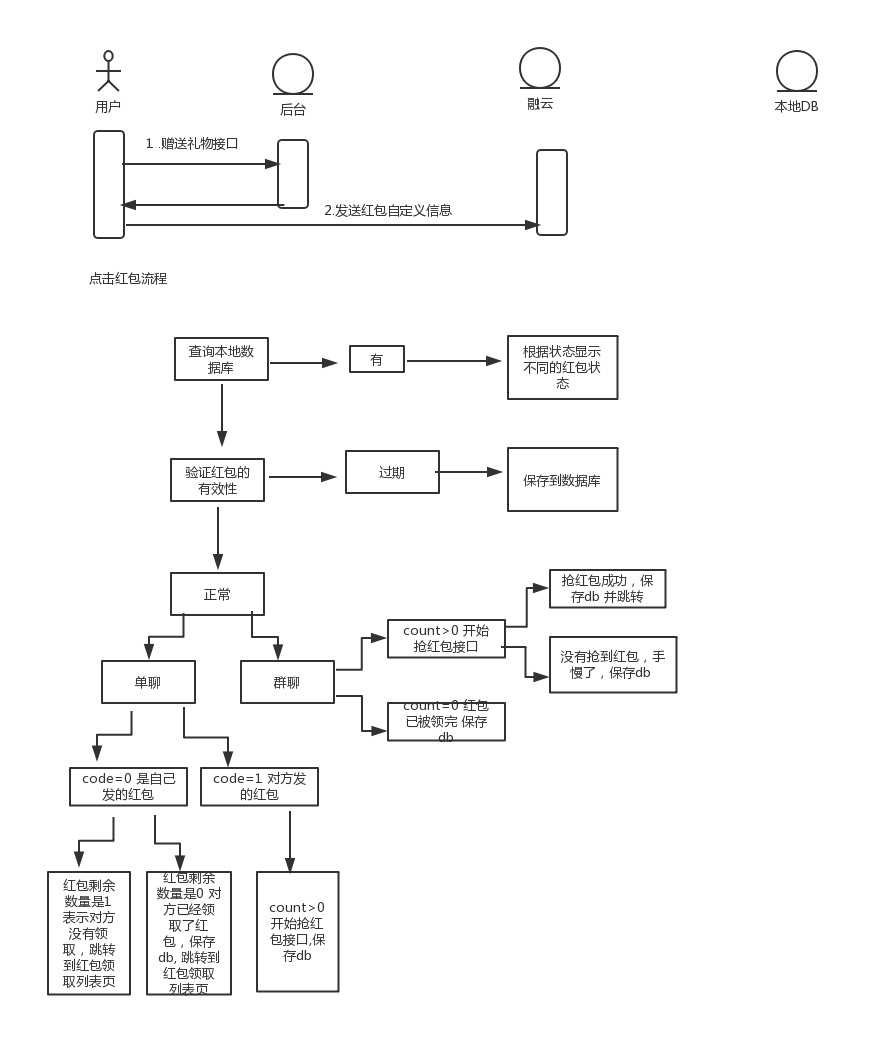 用户
后台
融云
本地DB
1 .赠送礼物接口
2.发送红包自定义信息
点击红包流程
查询本地数
据库
有
根据状态显示
不同的红包状
态
验证红包的
有效性
过期
保存到数据库
正常
count>0 开始
抢红包接口
抢红包成功，保
存db 并跳转
没有抢到红包，手
慢了，保存db
单聊
群聊
count=0 红包
已被领完 保存
db
code=0 是自己
发的红包
code=1 对方发
的红包
红包剩余
数量是1
表示对方
没有领
取，跳转
到红包领
取列表页
红包剩余
数量是0 对
方已经领
取了红
包，保存
db, 跳转到
红包领取
列表页
count>0
开始抢红
包接口,保
存db